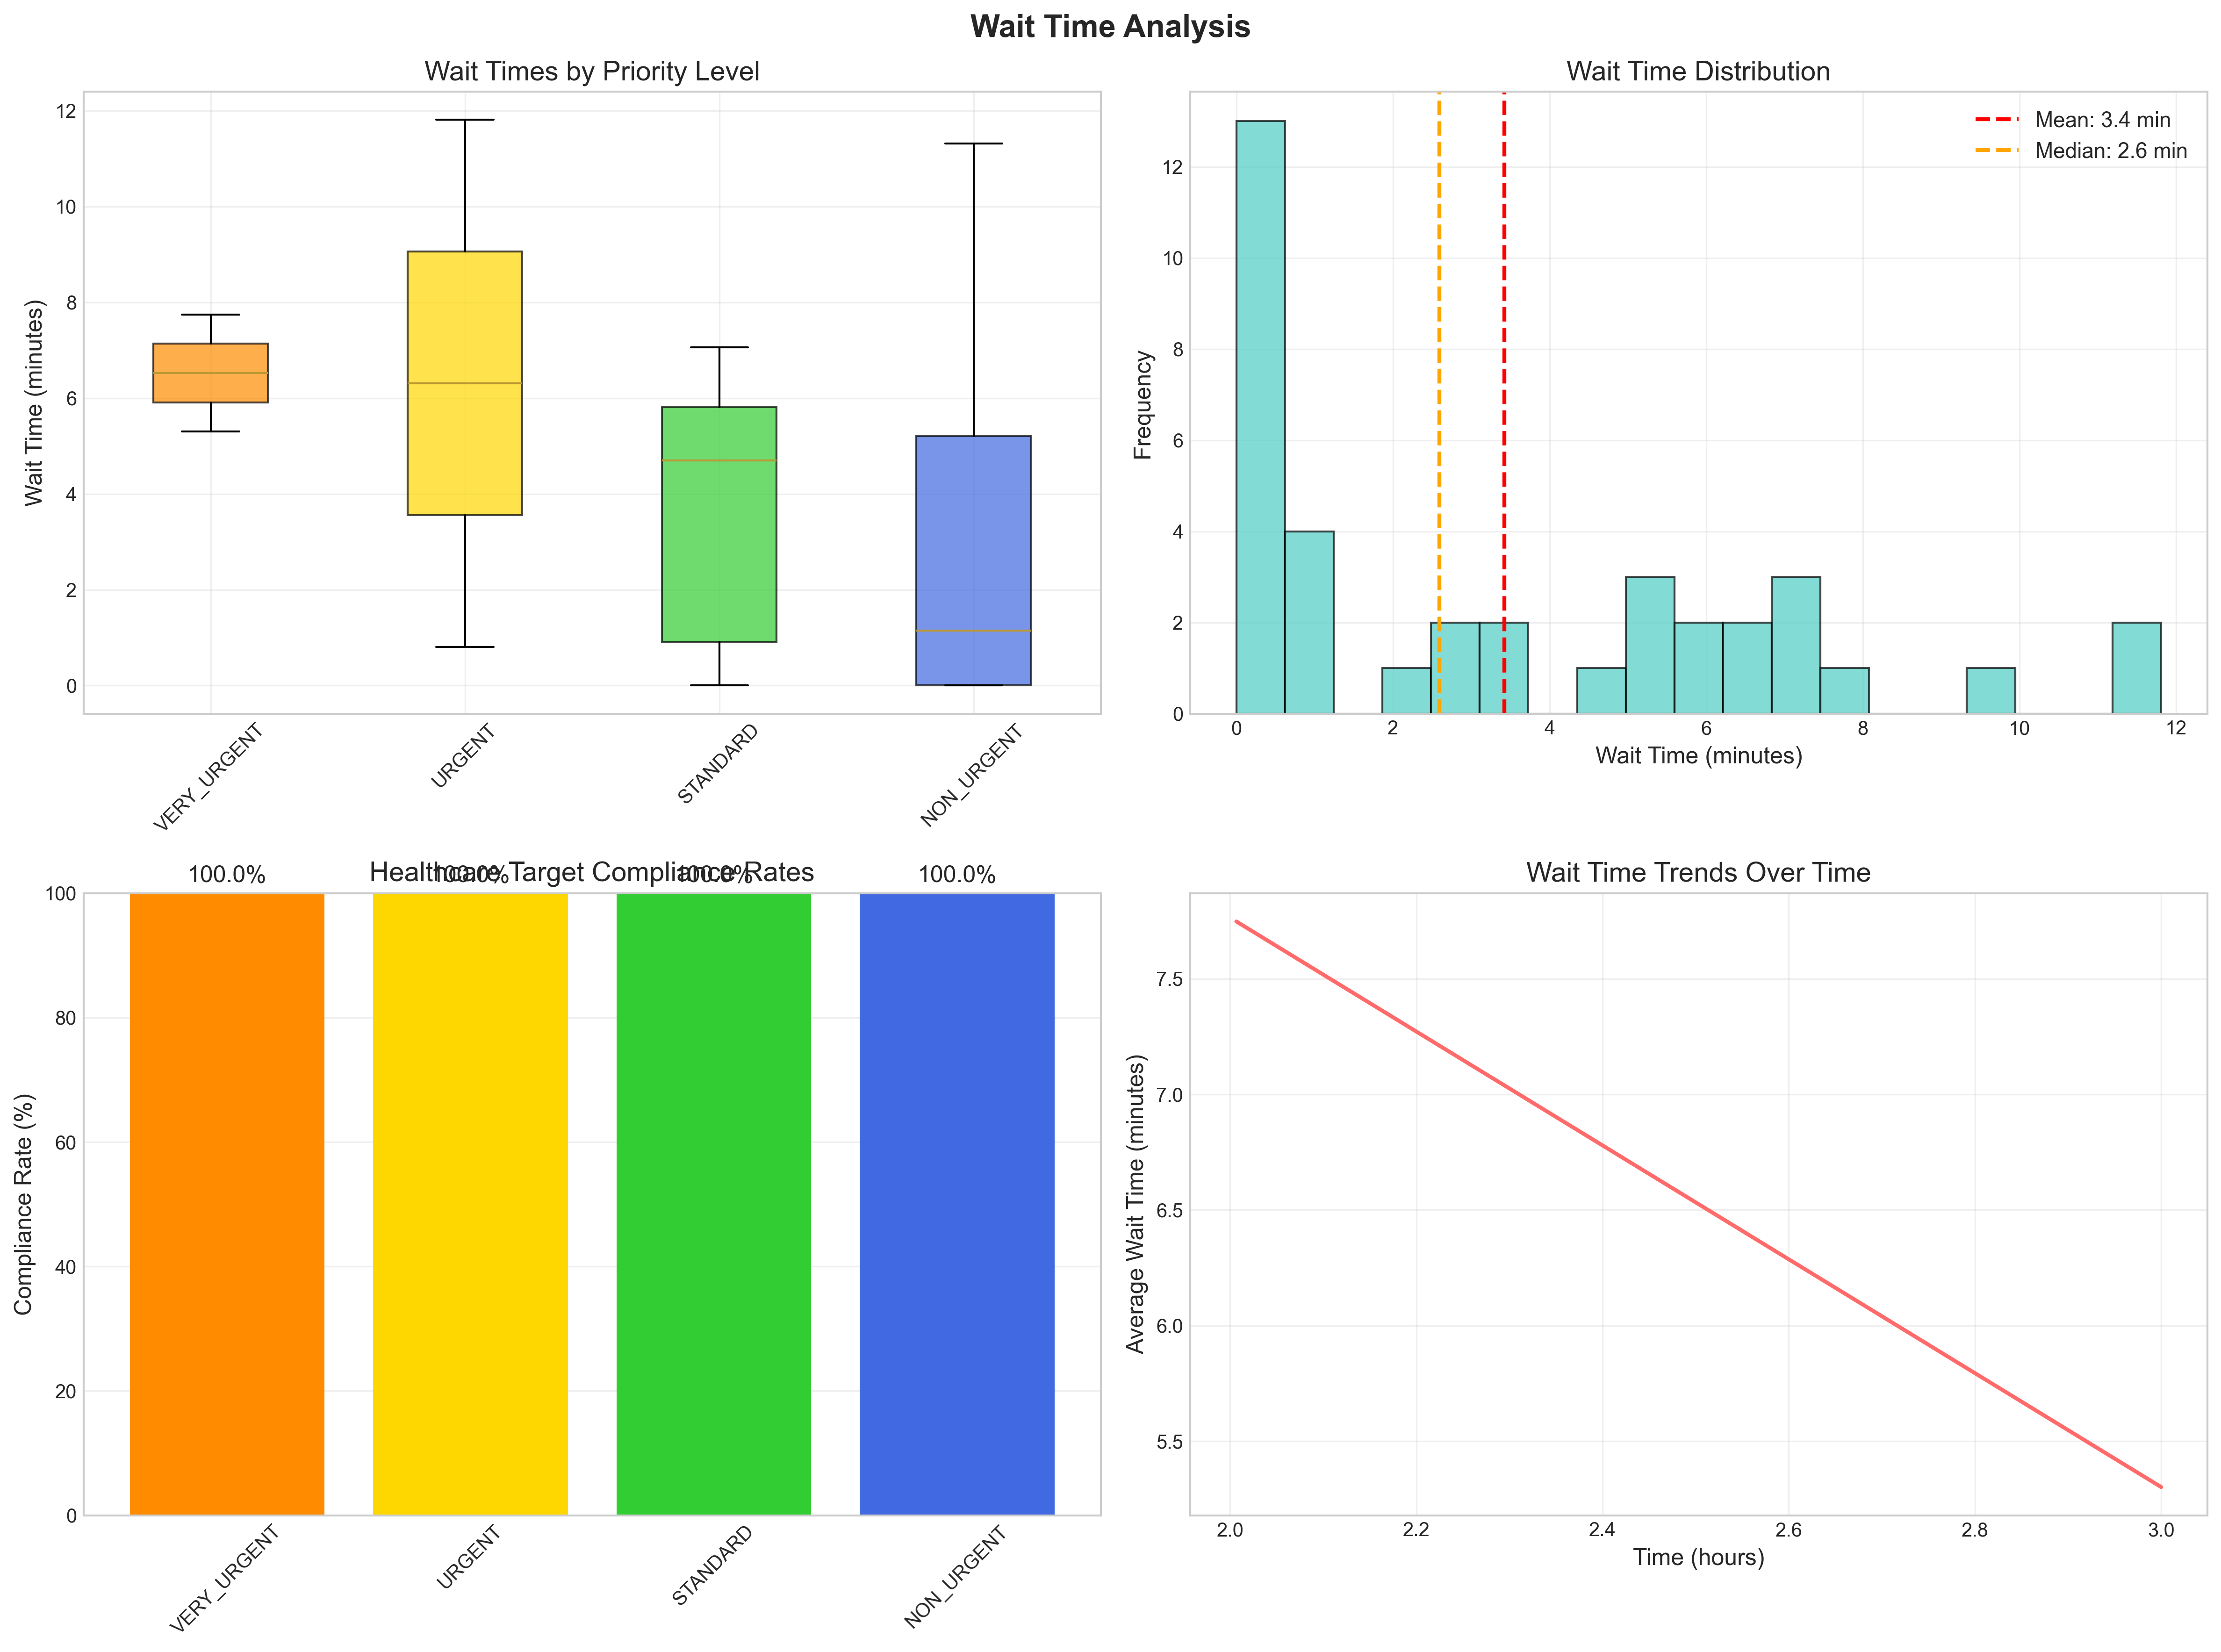 Wait Time Analysis
Wait Times by Priority Level
12
10
8
6
4
2
0
Wait Time (minutes)
VERY_URGENT
URGENT
STANDARD
NON_URGENT
Wait Time Distribution
Mean: 3.4 min
Median: 2.6 min
12
10
8
6
4
2
0
Frequency
0 2 4 6 8 10 12
Wait Time (minutes)
Healthcare Target Compliance Rates
100.0% 100.0% 100.0% 100.0%
100
80
60
40
20
0
Compliance Rate (%)
VERY_URGENT
URGENT
STANDARD
NON_URGENT
Wait Time Trends Over Time
7.5
7.0
6.5
6.0
5.5
Average Wait Time (minutes)
2.0 2.2 2.4 2.6 2.8 3.0
Time (hours)